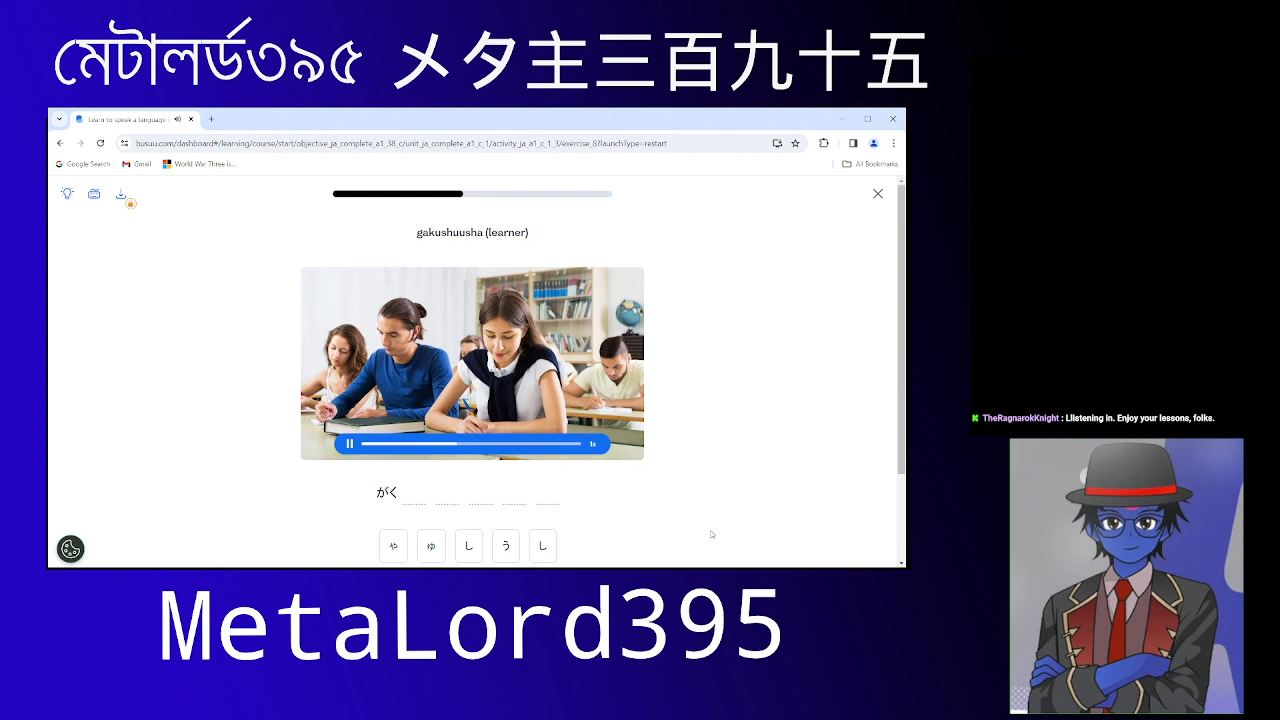 মেটালর্ড৩৯৫ メタ主三百九十五
Learn to speak a language
busuu.com/dashboard#/learning/course/start/objective_ja_complete_a1_38_c/unit_ja_complete_a1_c_1/activity_ja_a1_c_1_3/exercise_8?launchType=restart
Google Search Gmail World War Three is... All Bookmarks
gakushuusha (learner)
1x
がく
や ゅ し う し
TheRagnarokKnight : Llistening in. Enjoy your lessons, folks.
MetaLord395